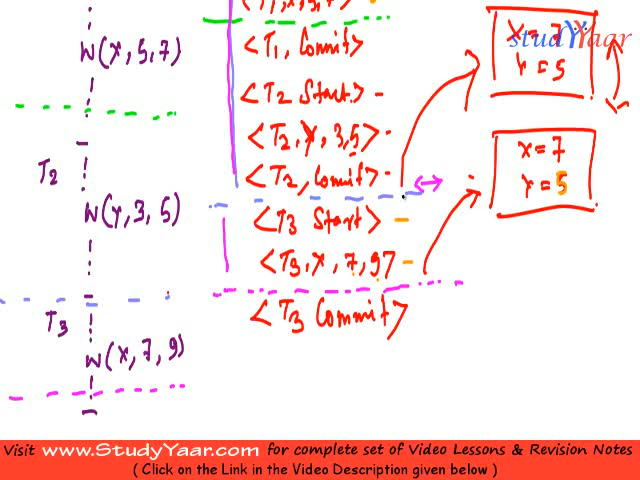 W(X, 5, 7)
T2
W(Y, 3, 5)
T3
W(X, 7, 9)
<T1, Commit>
<T2 Start>
<T2, Y, 3, 5>
<T2, Commit>
<T3 Start>
<T3, X, 7, 9>
<T3 Commit>
X = 7
Y = 5
studYYaar
X = 7
Y = 5
Visit www.StudyYaar.com for complete set of Video Lessons & Revision Notes
( Click on the Link in the Video Description given below )